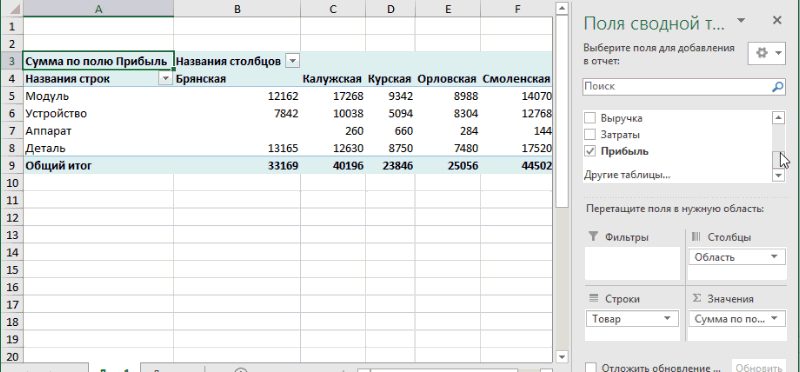 A B C D E F
1
2
3 Сумма по полю Прибыль Названия столбцов
4 Названия строк Брянская Калужская Курская Орловская Смоленская
5 Модуль 12162 17268 9342 8988 14070
6 Устройство 7842 10038 5094 8304 12768
7 Аппарат 260 660 284 144
8 Деталь 13165 12630 8750 7480 17520
9 Общий итог 33169 40196 23846 25056 44502
10
11
12
13
14
15
16
17
18
19
20
Поля сводной т...
Выберите поля для добавления
в отчет:
Поиск
Выручка
Затраты
Прибыль
Другие таблицы...
Перетащите поля в нужную область:
Фильтры
Столбцы
Область
Строки
Товар
Σ Значения
Сумма по по...
Отложить обновление ... Обновить